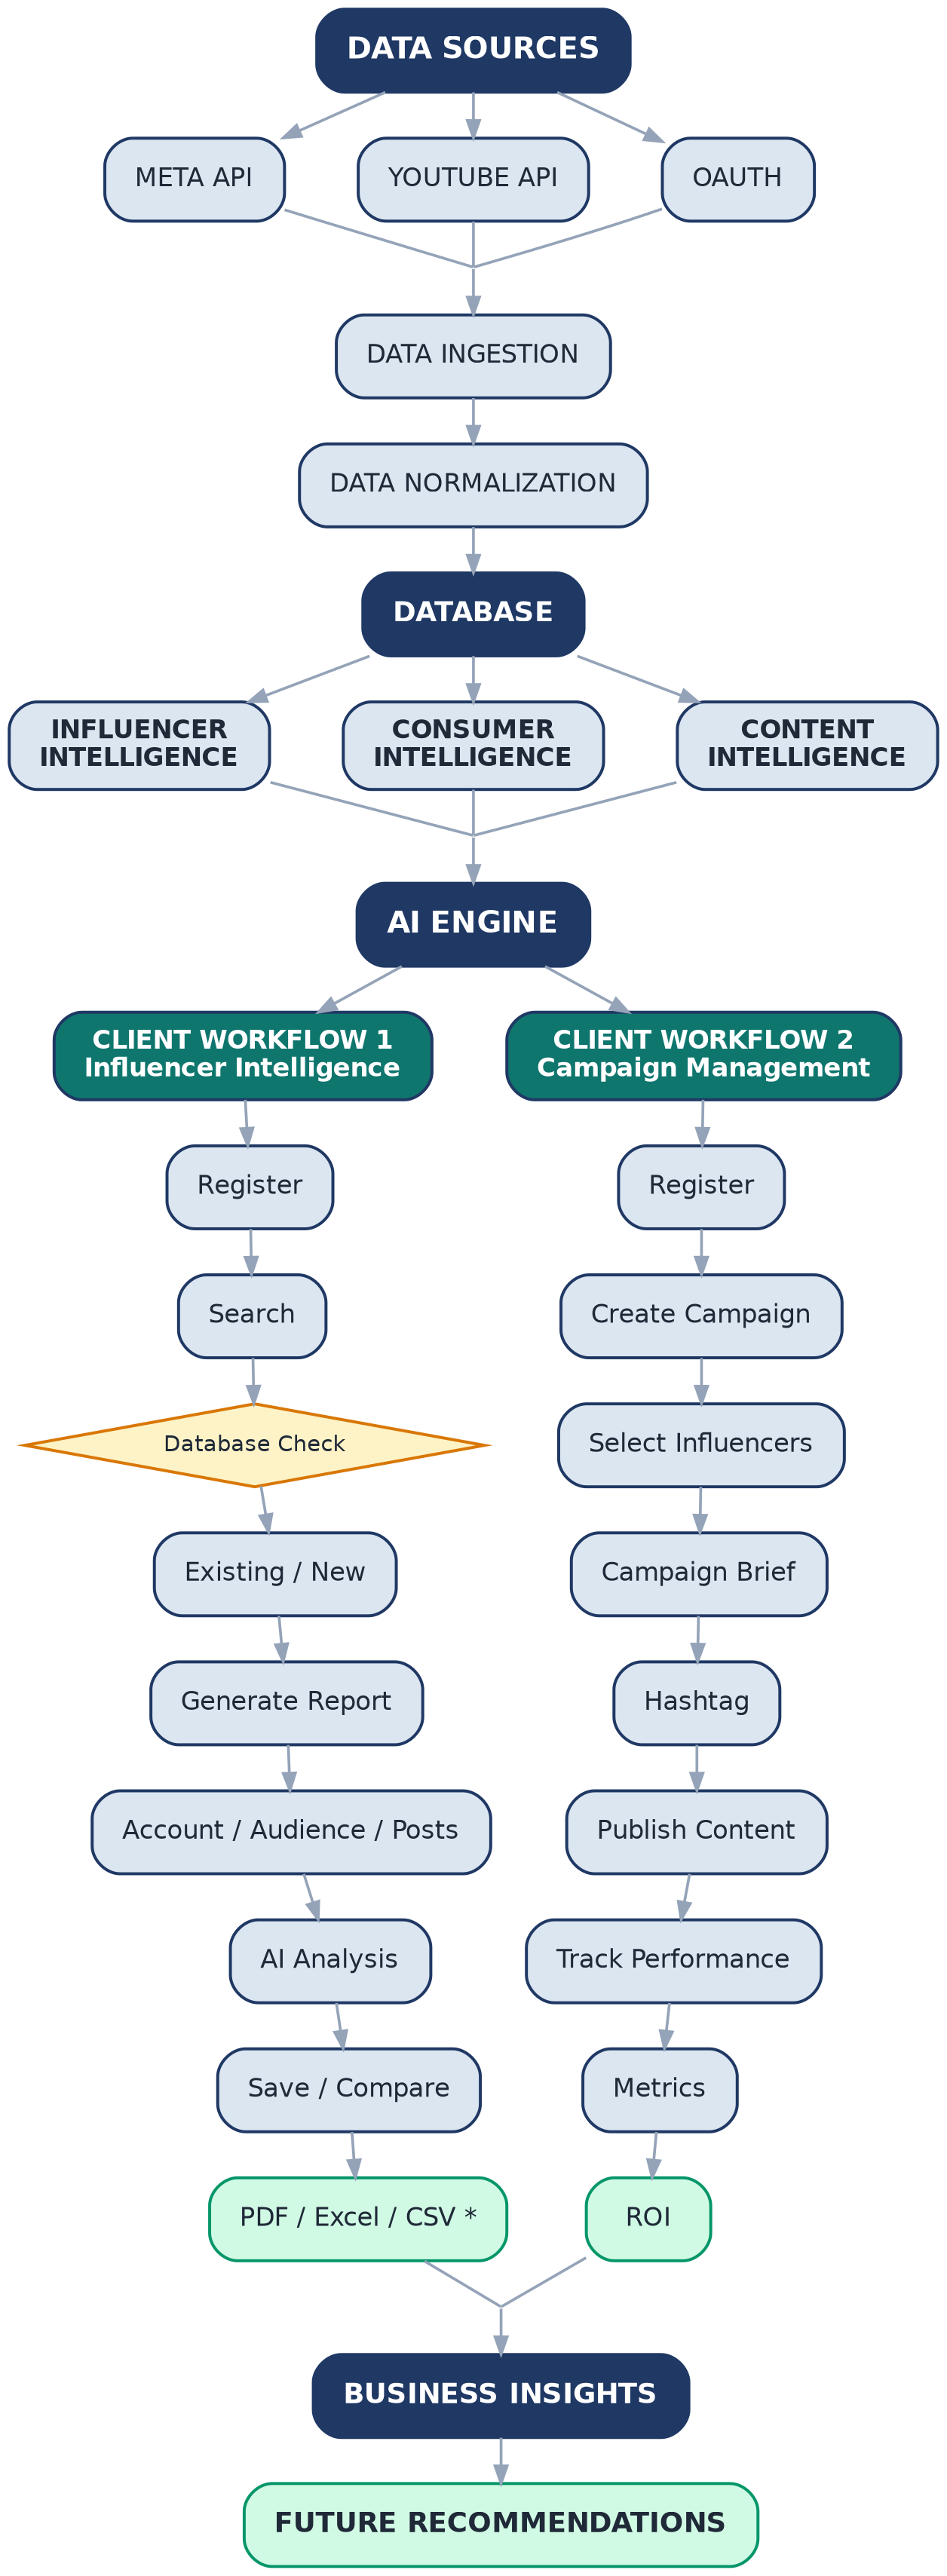 DATA SOURCES
META API
YOUTUBE API
OAUTH
DATA INGESTION
DATA NORMALIZATION
DATABASE
INFLUENCER
INTELLIGENCE
CONSUMER
INTELLIGENCE
CONTENT
INTELLIGENCE
AI ENGINE
CLIENT WORKFLOW 1
Influencer Intelligence
CLIENT WORKFLOW 2
Campaign Management
Register
Register
Search
Create Campaign
Database Check
Select Influencers
Existing / New
Campaign Brief
Generate Report
Hashtag
Account / Audience / Posts
Publish Content
AI Analysis
Track Performance
Save / Compare
Metrics
PDF / Excel / CSV *
ROI
BUSINESS INSIGHTS
FUTURE RECOMMENDATIONS